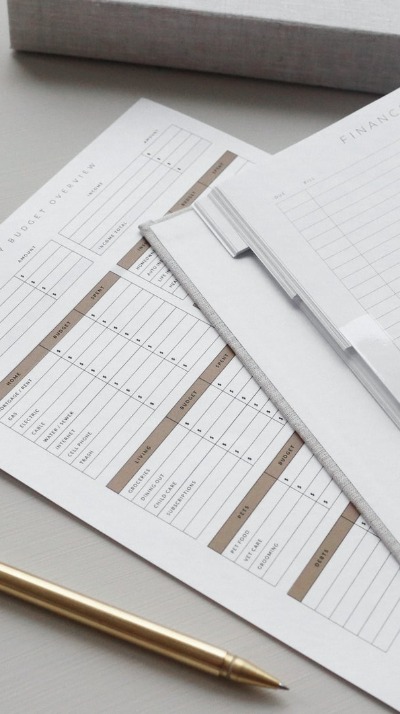 BUDGET OVERVIEW
AMOUNT
INCOME
AMOUNT
$ $ $
INCOME TOTAL
$ $ $
HOME BUDGET SPENT
MORTGAGE / RENT
GAS
ELECTRIC
CABLE
WATER / SEWER
INTERNET
CELL PHONE
TRASH
LIVING BUDGET SPENT
GROCERIES
DINING OUT
CHILD CARE
SUBSCRIPTIONS
PETS BUDGET
PET FOOD
VET CARE
GROOMING
DEBTS
FINANC